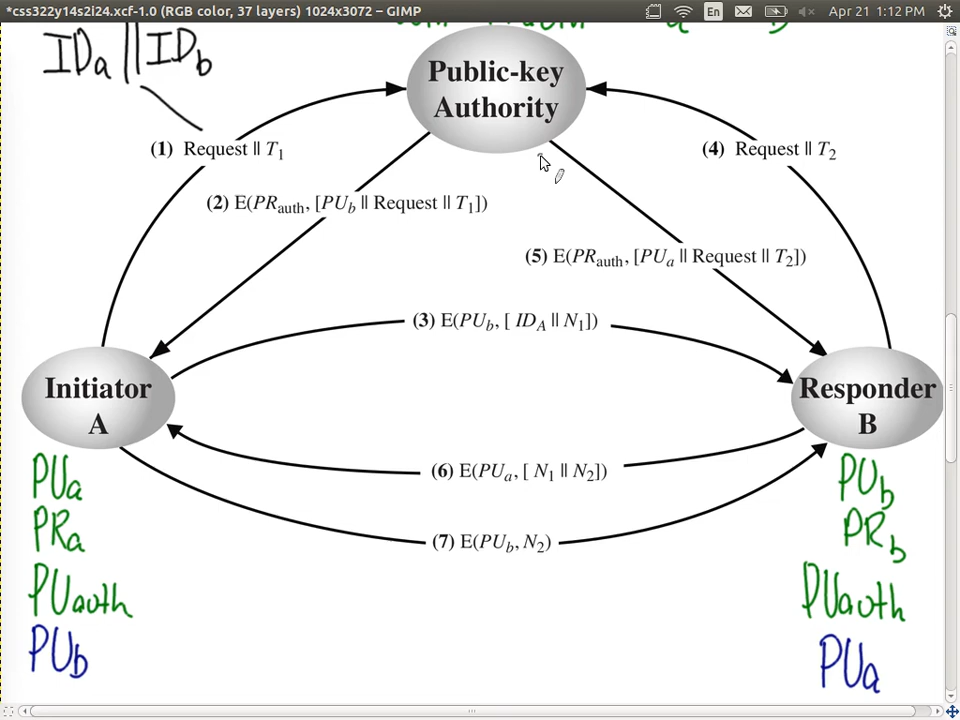 *css322y14s2i24.xcf-1.0 (RGB color, 37 layers) 1024x3072 – GIMP
En
Apr 21 1:12 PM
IDa || IDb
Public-key
Authority
(1) Request || T1
(4) Request || T2
(2) E(PRauth, [PUb || Request || T1])
(5) E(PRauth, [PUa || Request || T2])
(3) E(PUb, [ IDA || N1])
Initiator
A
Responder
B
(6) E(PUa, [ N1 || N2])
(7) E(PUb, N2)
PUa
PRa
PUauth
PUb
PUb
PRb
PUauth
PUa